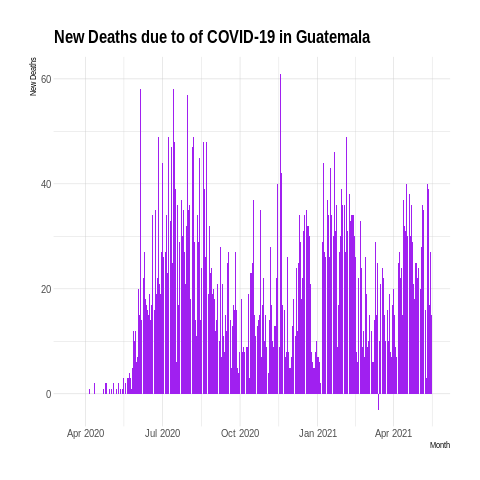 New Deaths due to of COVID-19 in Guatemala
New Deaths
60
40
20
0
Apr 2020 Jul 2020 Oct 2020 Jan 2021 Apr 2021
Month